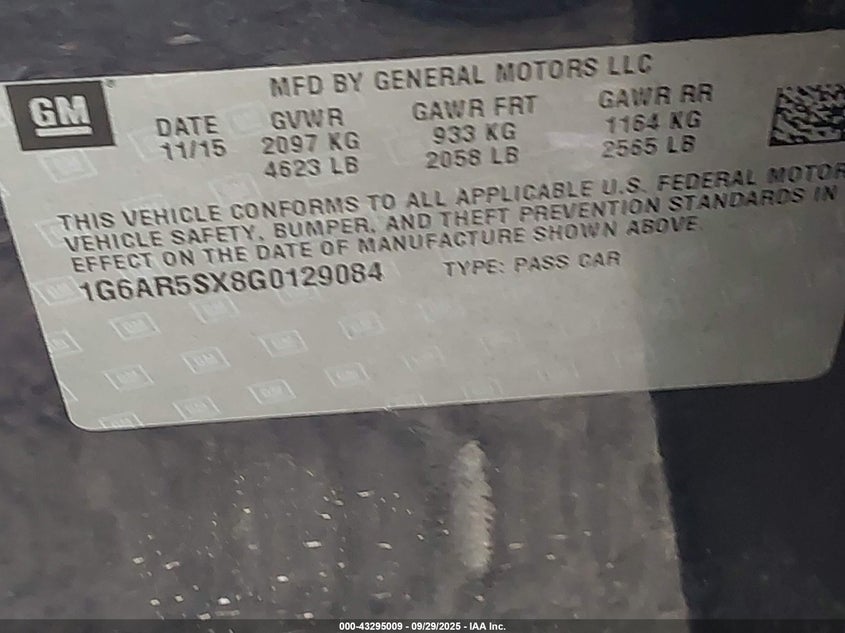 GM
MFD BY GENERAL MOTORS LLC
DATE GVWR GAWR FRT GAWR RR
11/15 2097 KG 933 KG 1164 KG
4623 LB 2058 LB 2565 LB
THIS VEHICLE CONFORMS TO ALL APPLICABLE U.S. FEDERAL MOTOR
VEHICLE SAFETY, BUMPER, AND THEFT PREVENTION STANDARDS IN
EFFECT ON THE DATE OF MANUFACTURE SHOWN ABOVE.
1G6AR5SX8G0129084 TYPE: PASS CAR
000-43295009 - 09/29/2025 - IAA Inc.